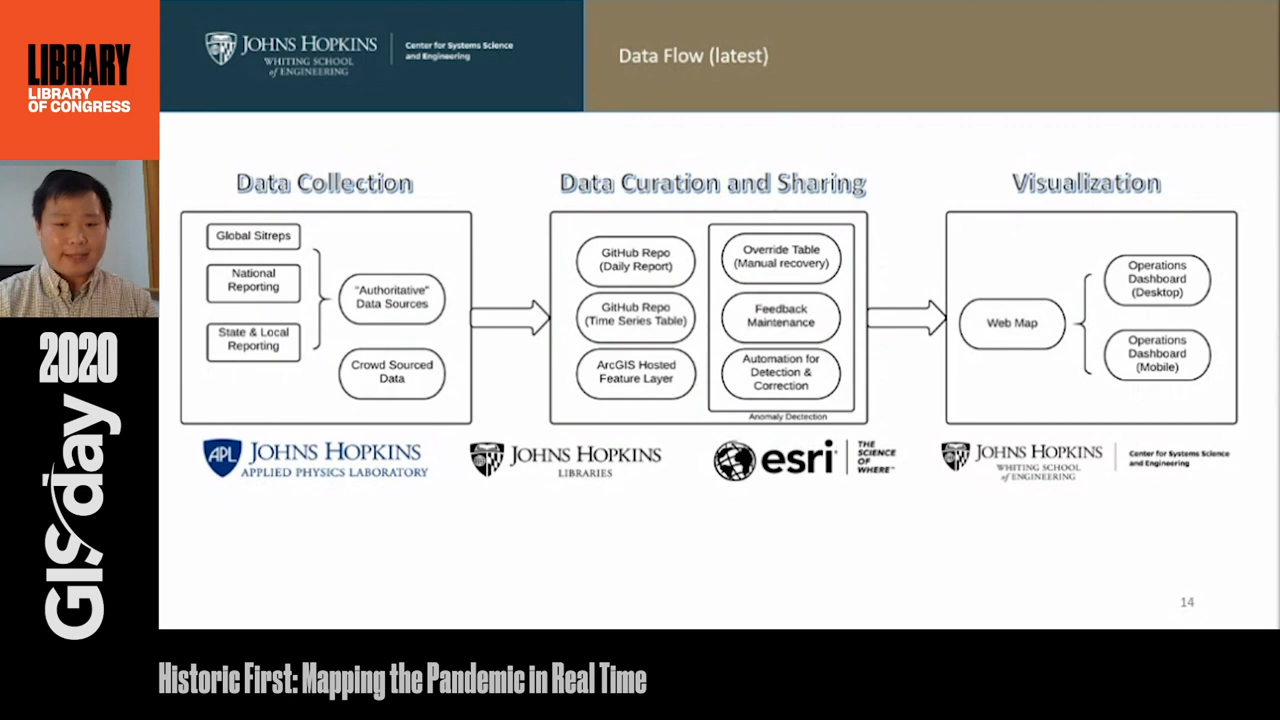 LIBRARY
LIBRARY
OF CONGRESS
2020
GISday
JOHNS HOPKINS
WHITING SCHOOL
of ENGINEERING
Center for Systems Science
and Engineering
Data Flow (latest)
Data Collection
Global Sitreps
National
Reporting
State & Local
Reporting
"Authoritative"
Data Sources
Crowd Sourced
Data
Data Curation and Sharing
GitHub Repo
(Daily Report)
GitHub Repo
(Time Series Table)
ArcGIS Hosted
Feature Layer
Override Table
(Manual recovery)
Feedback
Maintenance
Automation for
Detection &
Correction
Anomaly Dectection
Visualization
Web Map
Operations
Dashboard
(Desktop)
Operations
Dashboard
(Mobile)
APL
JOHNS HOPKINS
APPLIED PHYSICS LABORATORY
JOHNS HOPKINS
LIBRARIES
esri
THE
SCIENCE
OF
WHERE™
JOHNS HOPKINS
WHITING SCHOOL
of ENGINEERING
Center for Systems Science
and Engineering
14
Historic First: Mapping the Pandemic in Real Time